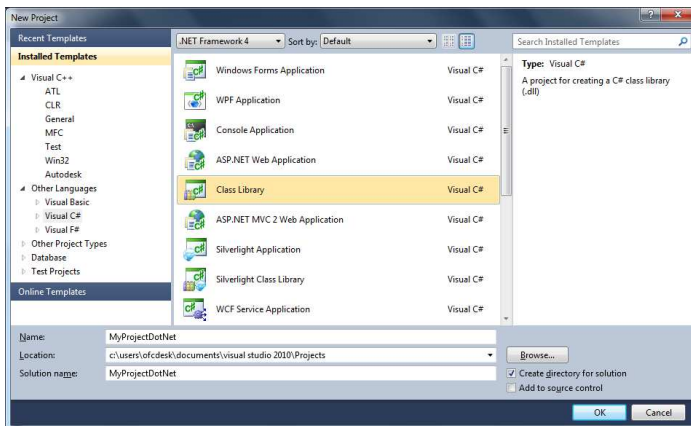 New Project
Recent Templates
.NET Framework 4 Sort by: Default
Search Installed Templates
Installed Templates
Visual C++
ATL
CLR
General
MFC
Test
Win32
Autodesk
Other Languages
Visual Basic
Visual C#
Visual F#
Other Project Types
Database
Test Projects
Online Templates
Windows Forms Application Visual C#
WPF Application Visual C#
Console Application Visual C#
ASP.NET Web Application Visual C#
Class Library Visual C#
ASP.NET MVC 2 Web Application Visual C#
Silverlight Application Visual C#
Silverlight Class Library Visual C#
WCF Service Application Visual C#
Type: Visual C#
A project for creating a C# class library
(.dll)
Name: MyProjectDotNet
Location: c:\users\ofcdesk\documents\visual studio 2010\Projects
Browse...
Solution name: MyProjectDotNet
Create directory for solution
Add to source control
OK Cancel